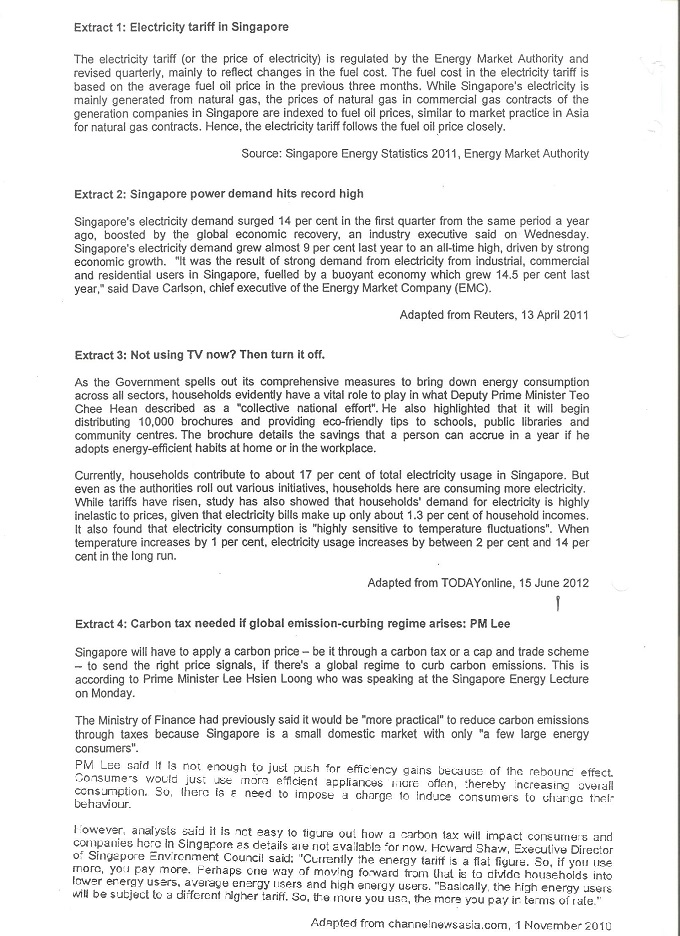 Extract 1: Electricity tariff in Singapore
The electricity tariff (or the price of electricity) is regulated by the Energy Market Authority and
revised quarterly, mainly to reflect changes in the fuel cost. The fuel cost in the electricity tariff is
based on the average fuel oil price in the previous three months. While Singapore's electricity is
mainly generated from natural gas, the prices of natural gas in commercial gas contracts of the
generation companies in Singapore are indexed to fuel oil prices, similar to market practice in Asia
for natural gas contracts. Hence, the electricity tariff follows the fuel oil price closely.
Source: Singapore Energy Statistics 2011, Energy Market Authority
Extract 2: Singapore power demand hits record high
Singapore's electricity demand surged 14 per cent in the first quarter from the same period a year
ago, boosted by the global economic recovery, an industry executive said on Wednesday.
Singapore's electricity demand grew almost 9 per cent last year to an all-time high, driven by strong
economic growth. "It was the result of strong demand from electricity from industrial, commercial
and residential users in Singapore, fuelled by a buoyant economy which grew 14.5 per cent last
year," said Dave Carlson, chief executive of the Energy Market Company (EMC).
Adapted from Reuters, 13 April 2011
Extract 3: Not using TV now? Then turn it off.
As the Government spells out its comprehensive measures to bring down energy consumption
across all sectors, households evidently have a vital role to play in what Deputy Prime Minister Teo
Chee Hean described as a "collective national effort". He also highlighted that it will begin
distributing 10,000 brochures and providing eco-friendly tips to schools, public libraries and
community centres. The brochure details the savings that a person can accrue in a year if he
adopts energy-efficient habits at home or in the workplace.
Currently, households contribute to about 17 per cent of total electricity usage in Singapore. But
even as the authorities roll out various initiatives, households here are consuming more electricity.
While tariffs have risen, study has also showed that households' demand for electricity is highly
inelastic to prices, given that electricity bills make up only about 1.3 per cent of household incomes.
It also found that electricity consumption is "highly sensitive to temperature fluctuations". When
temperature increases by 1 per cent, electricity usage increases by between 2 per cent and 14 per
cent in the long run.
Adapted from TODAYonline, 15 June 2012
Extract 4: Carbon tax needed if global emission-curbing regime arises: PM Lee
Singapore will have to apply a carbon price – be it through a carbon tax or a cap and trade scheme
– to send the right price signals, if there's a global regime to curb carbon emissions. This is
according to Prime Minister Lee Hsien Loong who was speaking at the Singapore Energy Lecture
on Monday.
The Ministry of Finance had previously said it would be "more practical" to reduce carbon emissions
through taxes because Singapore is a small domestic market with only "a few large energy
consumers".
PM Lee said it is not enough to just push for efficiency gains because of the rebound effect.
Consumers would just use more efficient appliances more often, thereby increasing overall
consumption. So, there is a need to impose a charge to induce consumers to change their
behaviour.
However, analysts said it is not easy to figure out how a carbon tax will impact consumers and
companies here in Singapore as details are not available for now. Howard Shaw, Executive Director
of Singapore Environment Council said: "Currently the energy tariff is a flat figure. So, if you use
more, you pay more. Perhaps one way of moving forward from that is to divide households into
lower energy users, average energy users and high energy users. "Basically, the high energy users
will be subject to a different higher tariff. So, the more you use, the more you pay in terms of rate."
Adapted from channelnewsasia.com, 1 November 2010